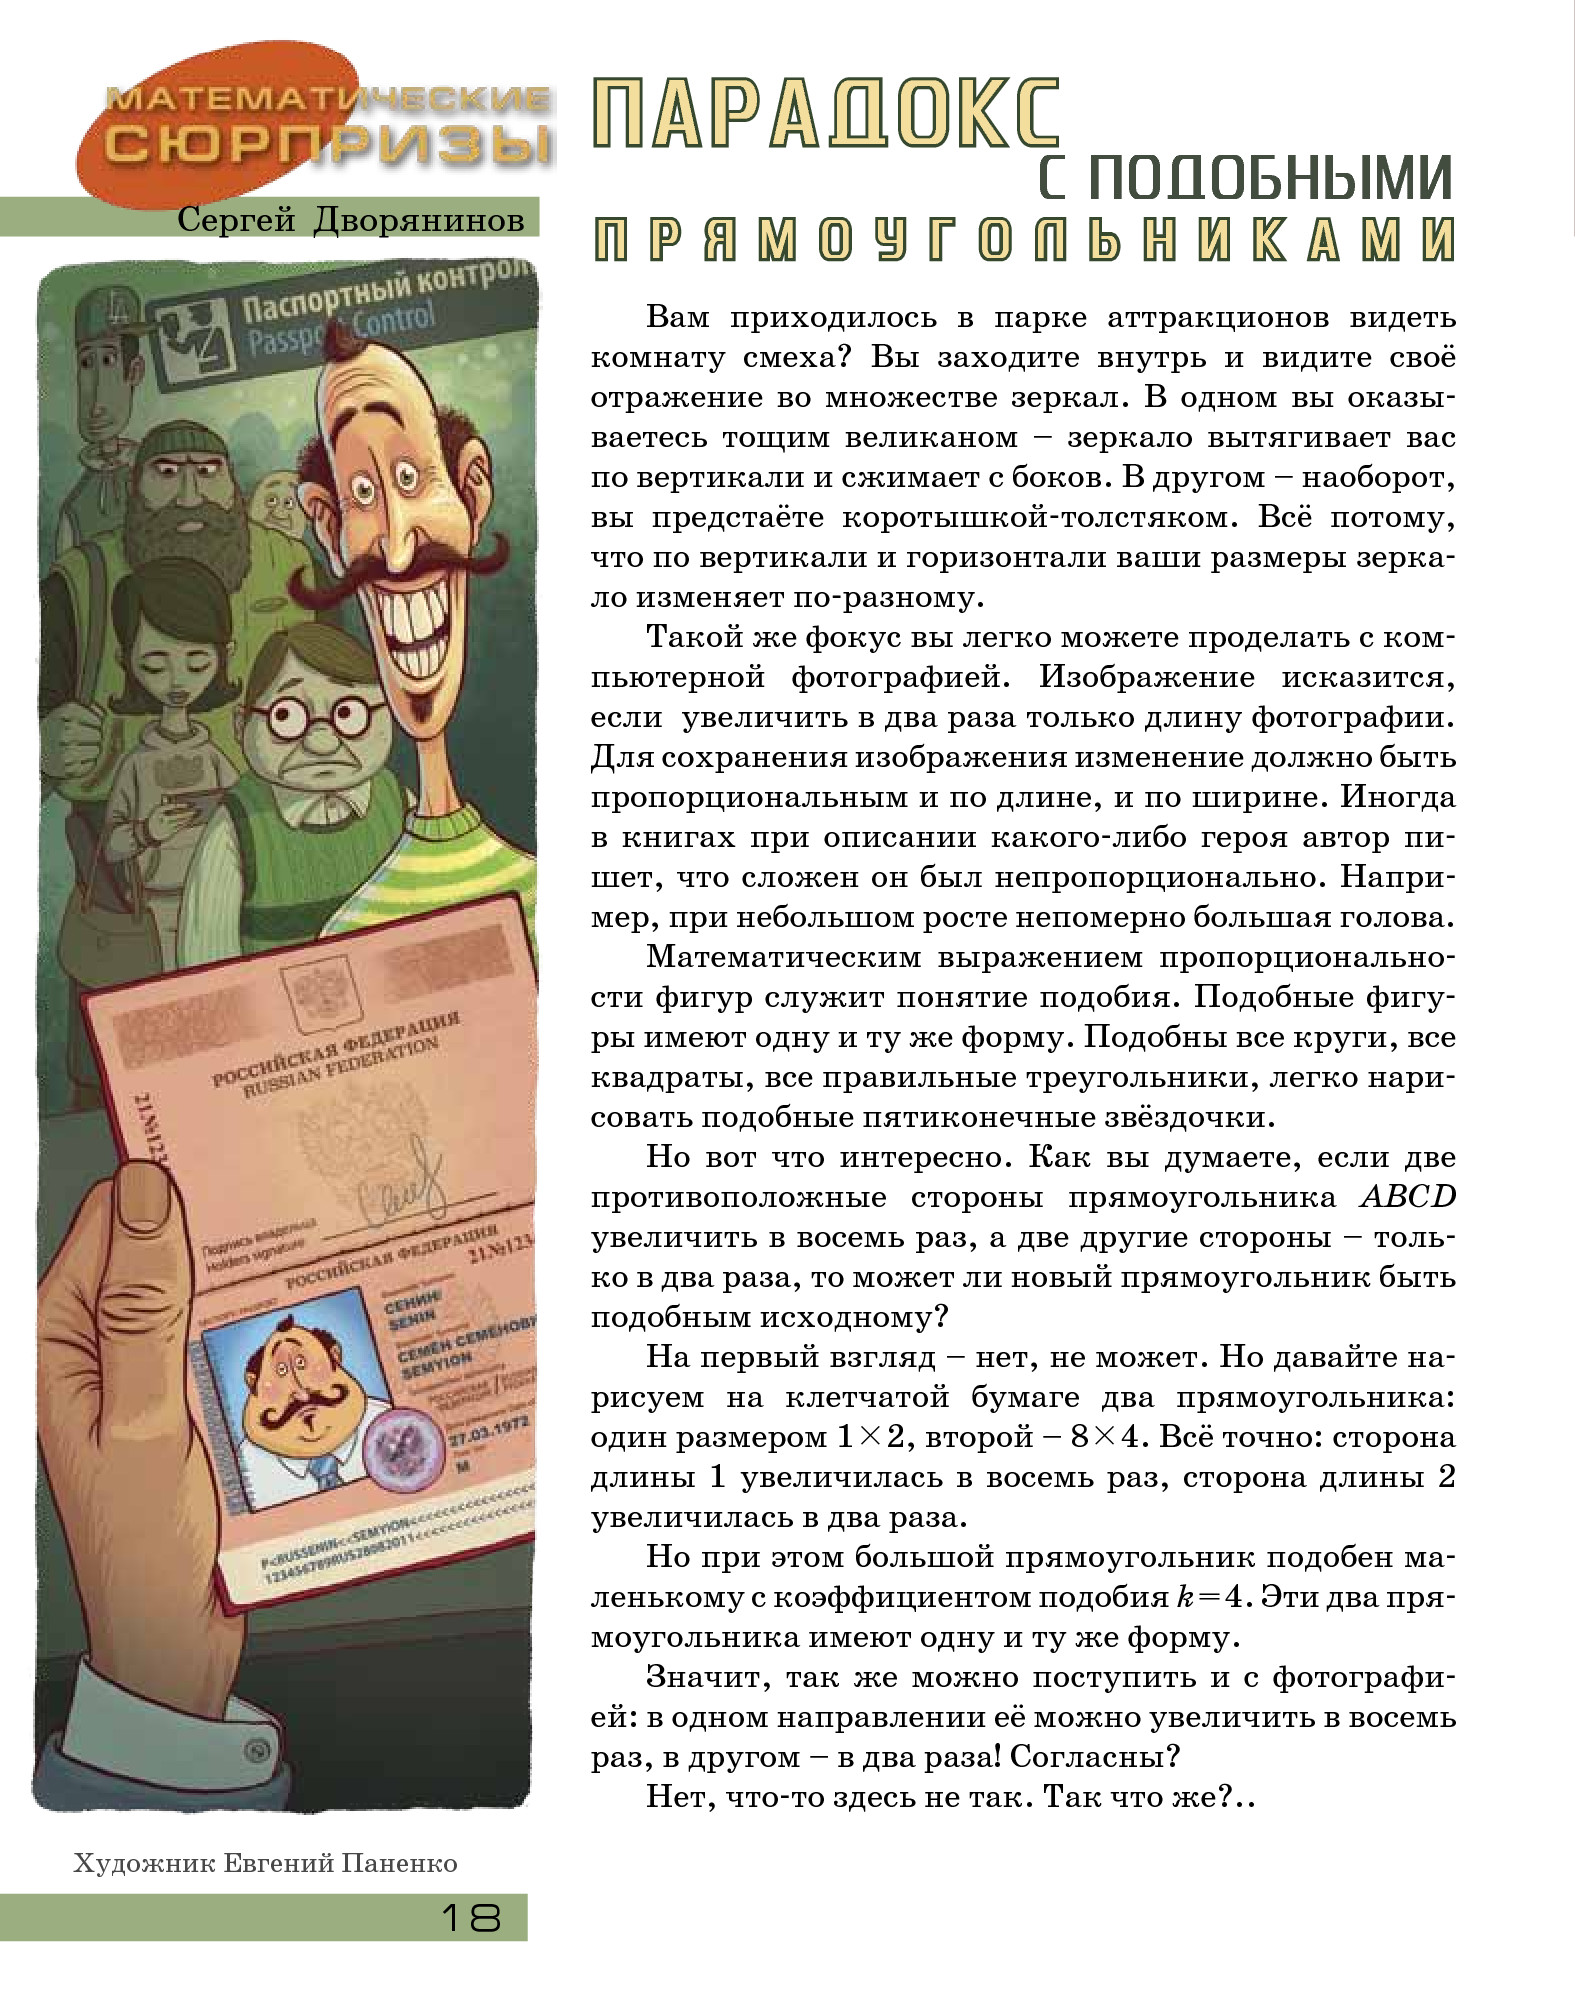 МАТЕМАТИЧЕСКИЕ
СЮРПРИЗЫ
Сергей Дворянинов
ПАРАДОКС
С ПОДОБНЫМИ
ПРЯМОУГОЛЬНИКАМИ
Паспортный контрол
Passport Control
РОССИЙСКАЯ ФЕДЕРАЦИЯ
RUSSIAN FEDERATION
21№123
Подпись владельца
Holders signature
РОССИЙСКАЯ ФЕДЕРАЦИЯ
21№123
СЕНИН/
SENIN
СЕМЁН СЕМЁНОВИ
SEMYION
27.03.1972
М
P<RUSSENIN<<SEMYION<<<<<<<<<<<<<
123456789RUS28082011<<<<<<<<<<<<
Художник Евгений Паненко
18
Вам приходилось в парке аттракционов видеть
комнату смеха? Вы заходите внутрь и видите своё
отражение во множестве зеркал. В одном вы оказы-
ваетесь тощим великаном – зеркало вытягивает вас
по вертикали и сжимает с боков. В другом – наоборот,
вы предстаёте коротышкой-толстяком. Всё потому,
что по вертикали и горизонтали ваши размеры зерка-
ло изменяет по-разному.
Такой же фокус вы легко можете проделать с ком-
пьютерной фотографией. Изображение исказится,
если увеличить в два раза только длину фотографии.
Для сохранения изображения изменение должно быть
пропорциональным и по длине, и по ширине. Иногда
в книгах при описании какого-либо героя автор пи-
шет, что сложен он был непропорционально. Напри-
мер, при небольшом росте непомерно большая голова.
Математическим выражением пропорционально-
сти фигур служит понятие подобия. Подобные фигу-
ры имеют одну и ту же форму. Подобны все круги, все
квадраты, все правильные треугольники, легко нари-
совать подобные пятиконечные звёздочки.
Но вот что интересно. Как вы думаете, если две
противоположные стороны прямоугольника ABCD
увеличить в восемь раз, а две другие стороны – толь-
ко в два раза, то может ли новый прямоугольник быть
подобным исходному?
На первый взгляд – нет, не может. Но давайте на-
рисуем на клетчатой бумаге два прямоугольника:
один размером 1×2, второй – 8×4. Всё точно: сторона
длины 1 увеличилась в восемь раз, сторона длины 2
увеличилась в два раза.
Но при этом большой прямоугольник подобен ма-
ленькому с коэффициентом подобия k=4. Эти два пря-
моугольника имеют одну и ту же форму.
Значит, так же можно поступить и с фотографи-
ей: в одном направлении её можно увеличить в восемь
раз, в другом – в два раза! Согласны?
Нет, что-то здесь не так. Так что же?..